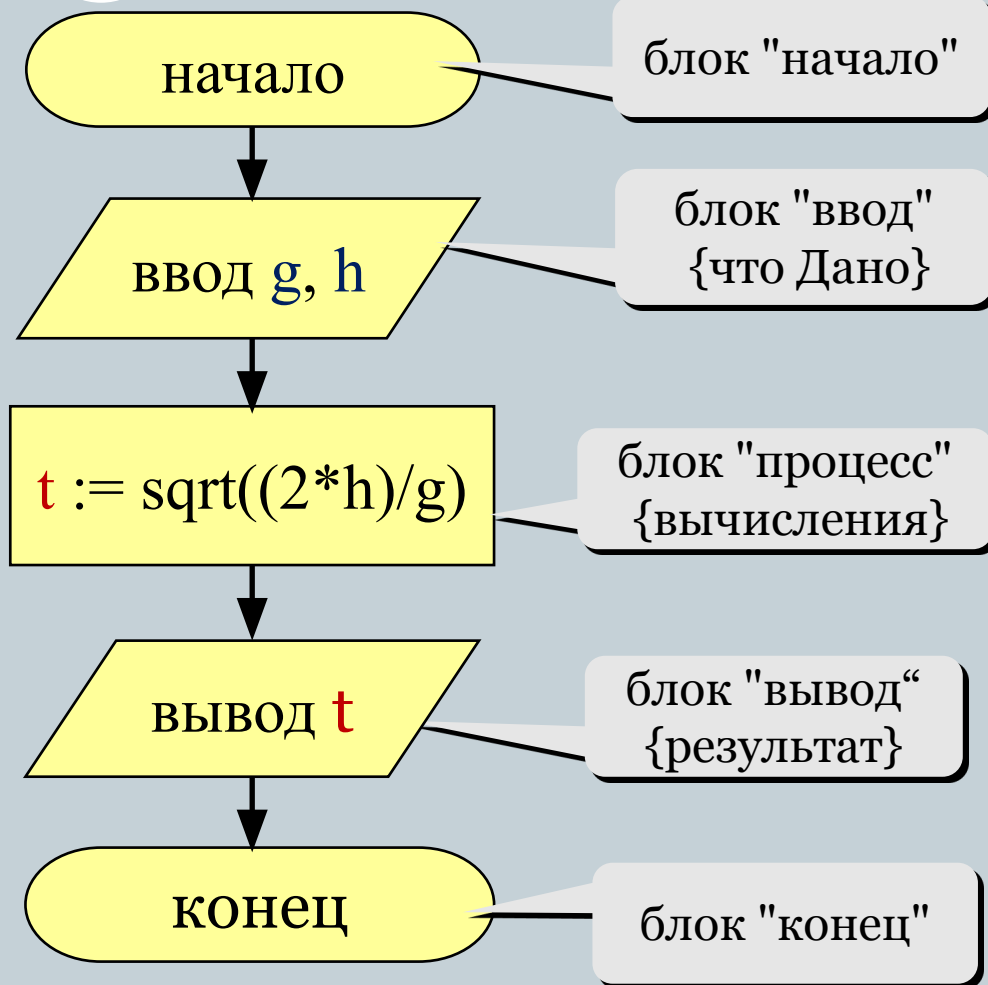 начало
блок "начало"
ввод g, h
блок "ввод"
{что Дано}
t := sqrt((2*h)/g)
блок "процесс"
{вычисления}
вывод t
блок "вывод“
{результат}
конец
блок "конец"